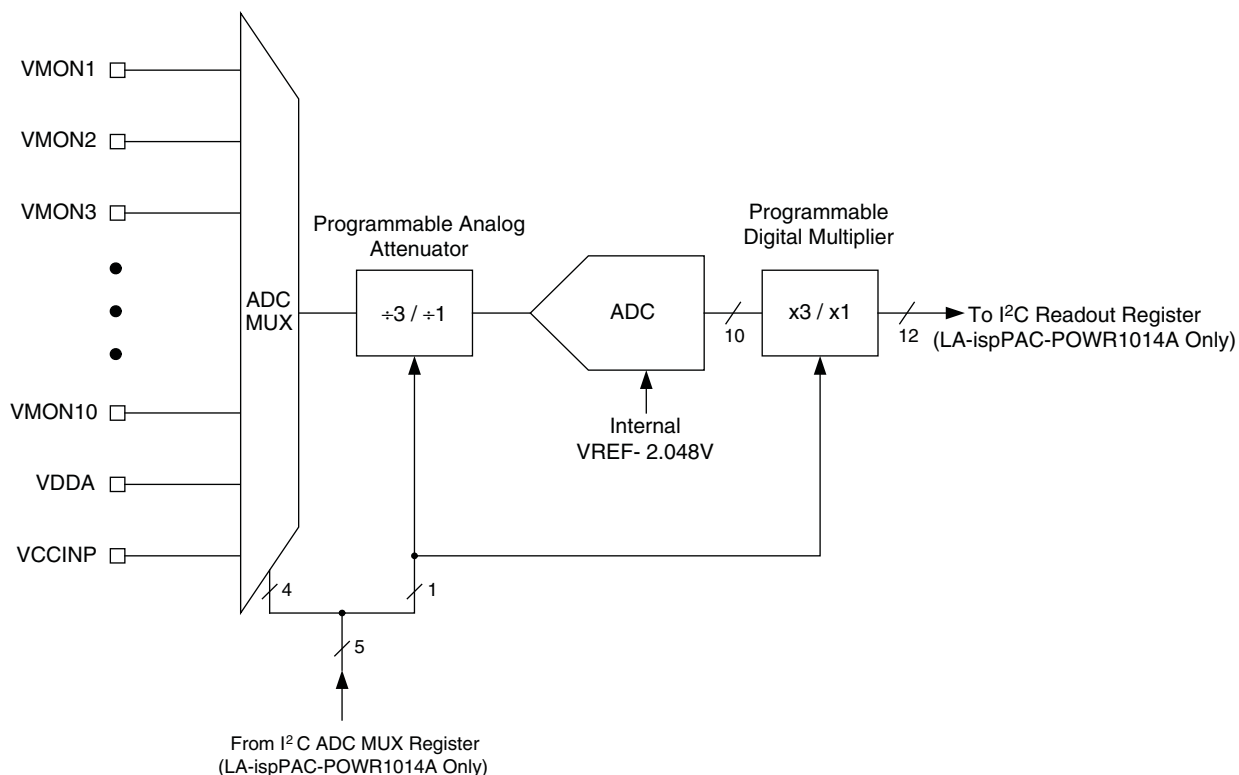 VMON1
VMON2
VMON3
VMON10
VDDA
VCCINP
ADC
MUX
Programmable Analog
Attenuator
÷3 / ÷1
ADC
Internal
VREF- 2.048V
10
Programmable
Digital Multiplier
x3 / x1
12
To I²C Readout Register
(LA-ispPAC-POWR1014A Only)
4
1
5
From I² C ADC MUX Register
(LA-ispPAC-POWR1014A Only)